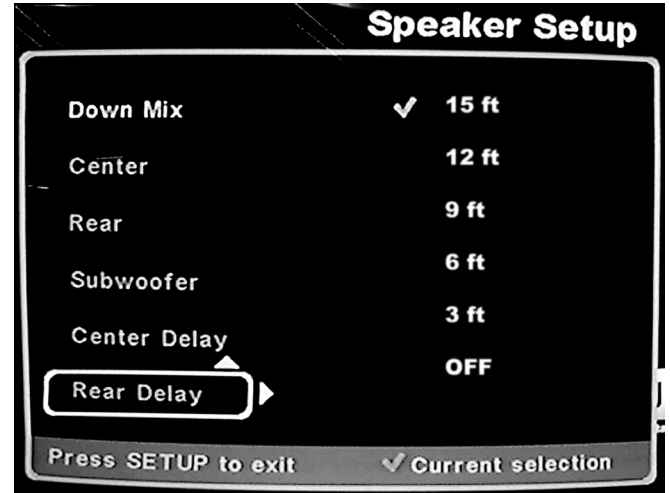 Speaker Setup
Down Mix ✓ 15 ft
Center 12 ft
Rear 9 ft
Subwoofer 6 ft
Center Delay 3 ft
Rear Delay OFF
Press SETUP to exit ✓ Current selection